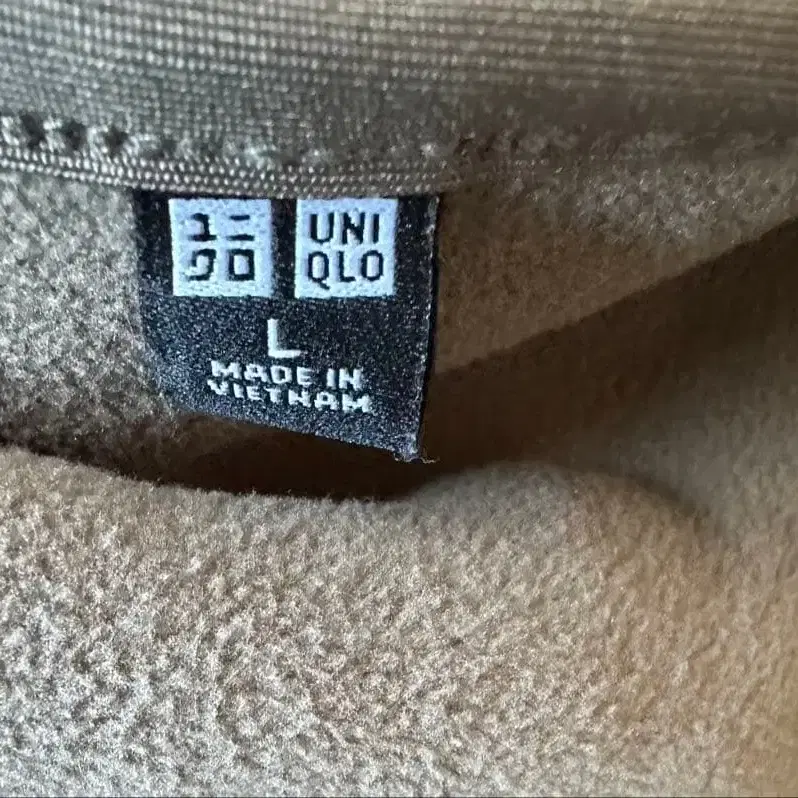 ユニ UNI
クロ QLO
L
MADE IN
VIETNAM